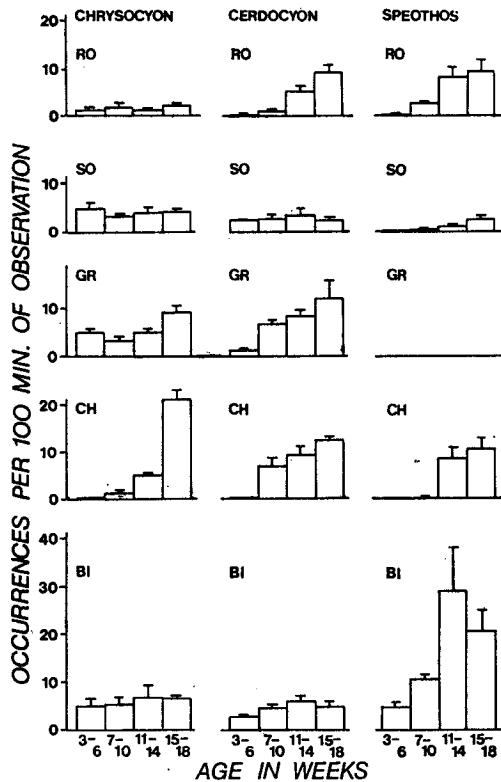 CHRYSOCYON CERDOCYON SPEOTHOS
20 RO RO RO
10
0
SO SO SO
10
0
GR GR GR
10
0
20 CH CH CH
10
0
40
BI BI BI
30
20
10
0
3– 7– 11– 15– 3– 7– 11– 15– 3– 7– 11– 15–
6 10 14 18 6 10 14 18 6 10 14 18
AGE IN WEEKS
OCCURRENCES PER 100 MIN. OF OBSERVATION